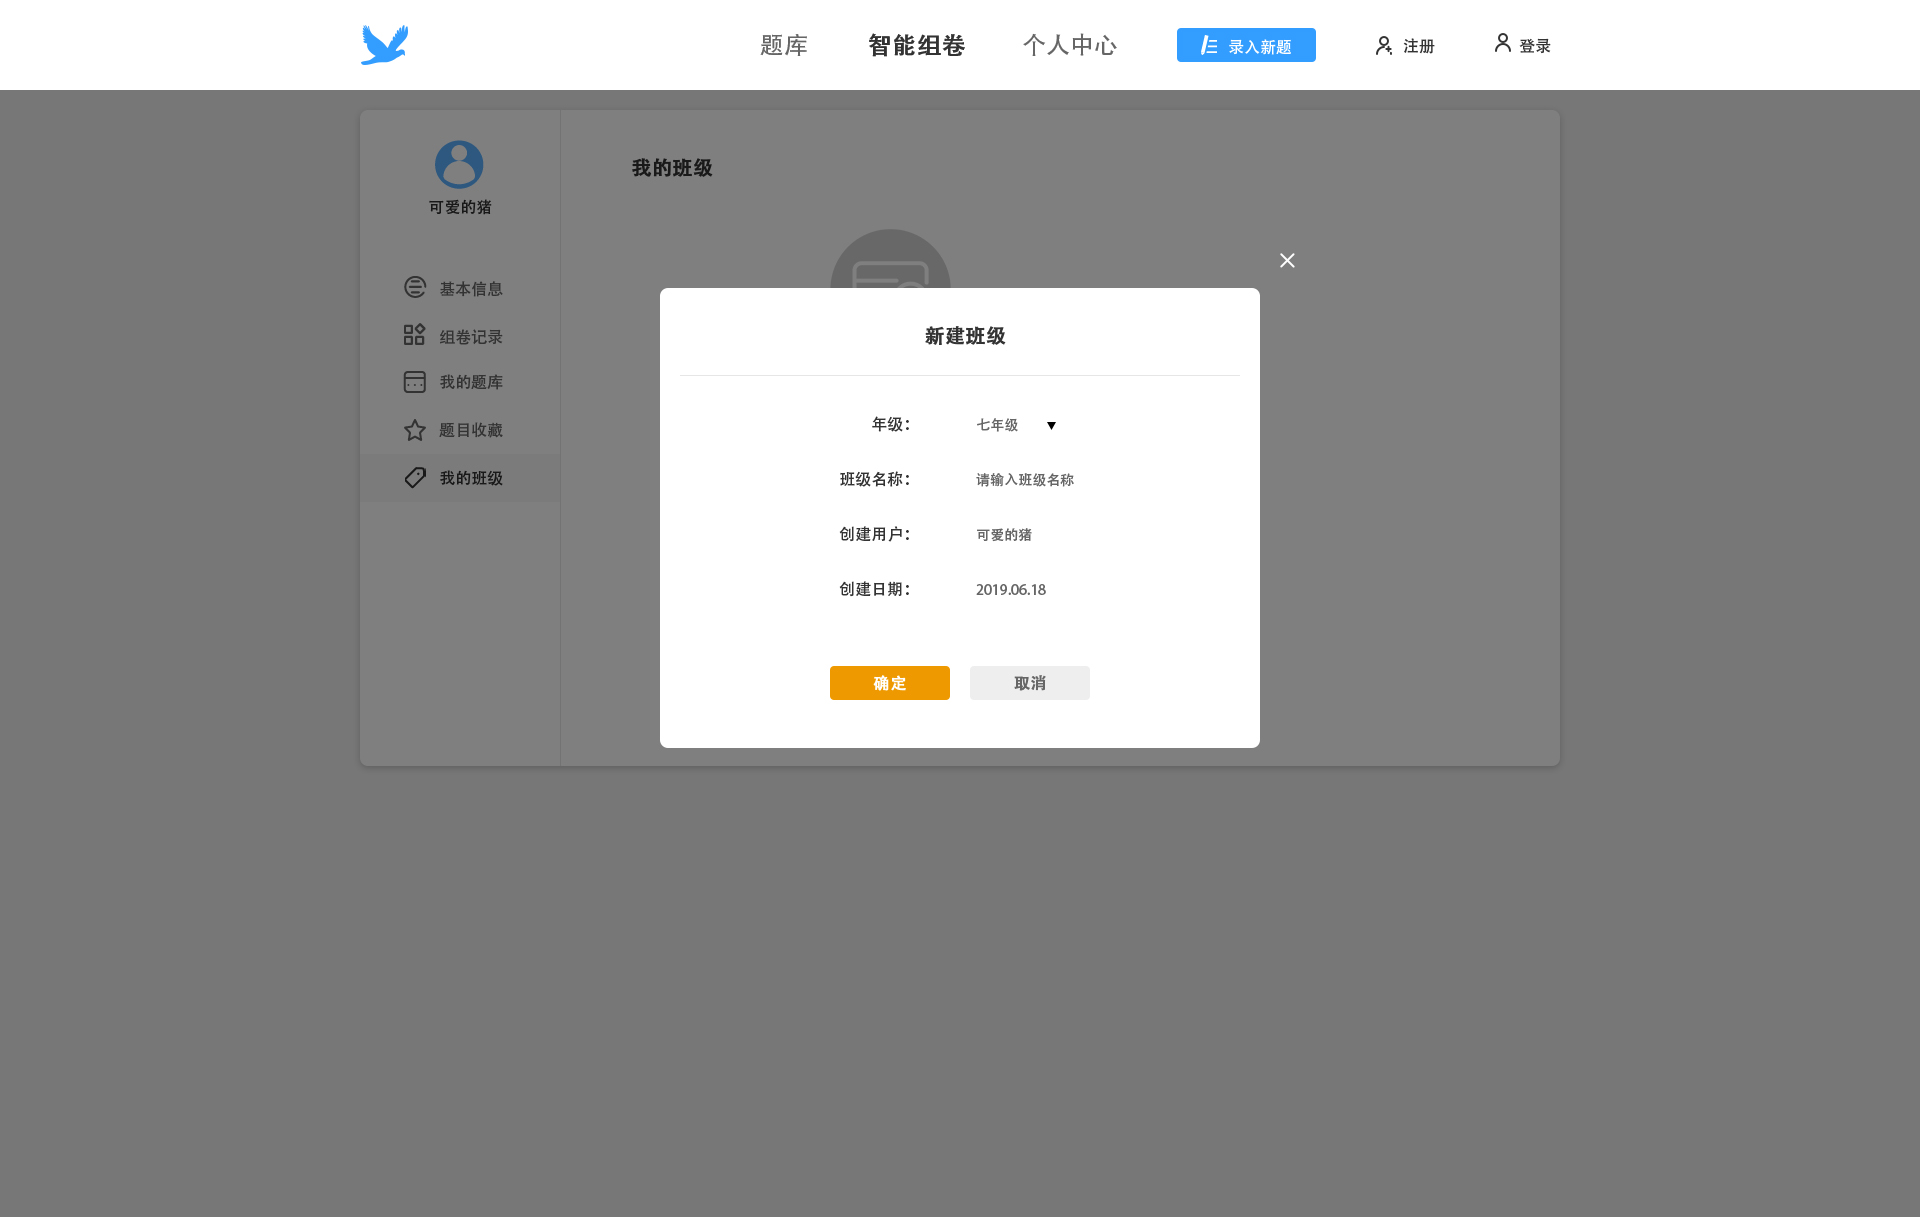 题库
智能组卷
个人中心
录入新题
注册
登录
可爱的猪
基本信息
组卷记录
我的题库
题目收藏
我的班级
我的班级
新建班级
年级： 七年级 ▼
班级名称： 请输入班级名称
创建用户： 可爱的猪
创建日期： 2019.06.18
确定
取消